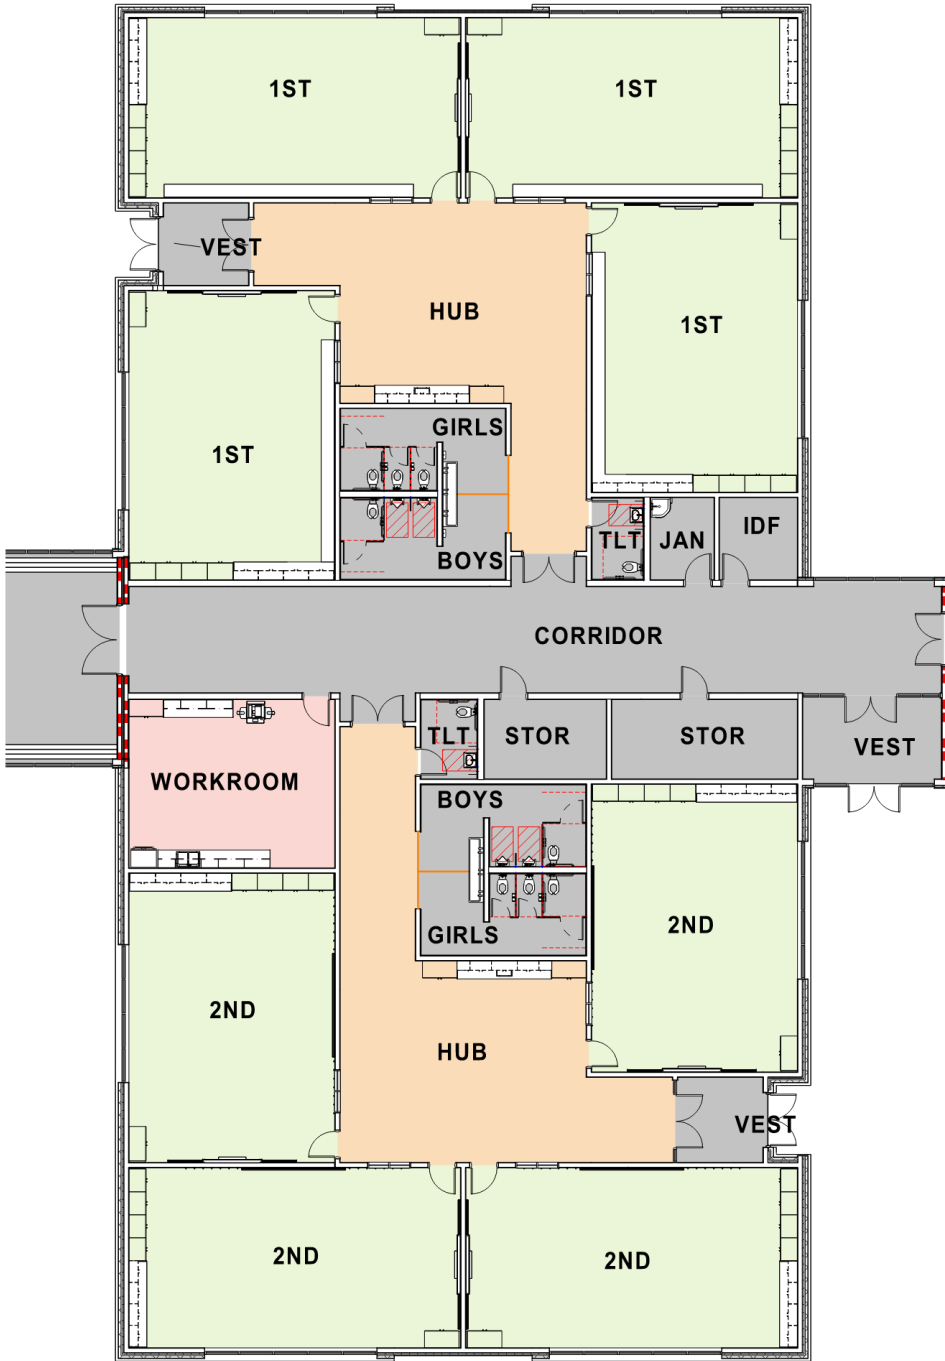 1ST
1ST
VEST
HUB
1ST
1ST
GIRLS
BOYS
TLT
JAN
IDF
CORRIDOR
TLT
STOR
STOR
VEST
WORKROOM
BOYS
GIRLS
2ND
2ND
HUB
VEST
2ND
2ND